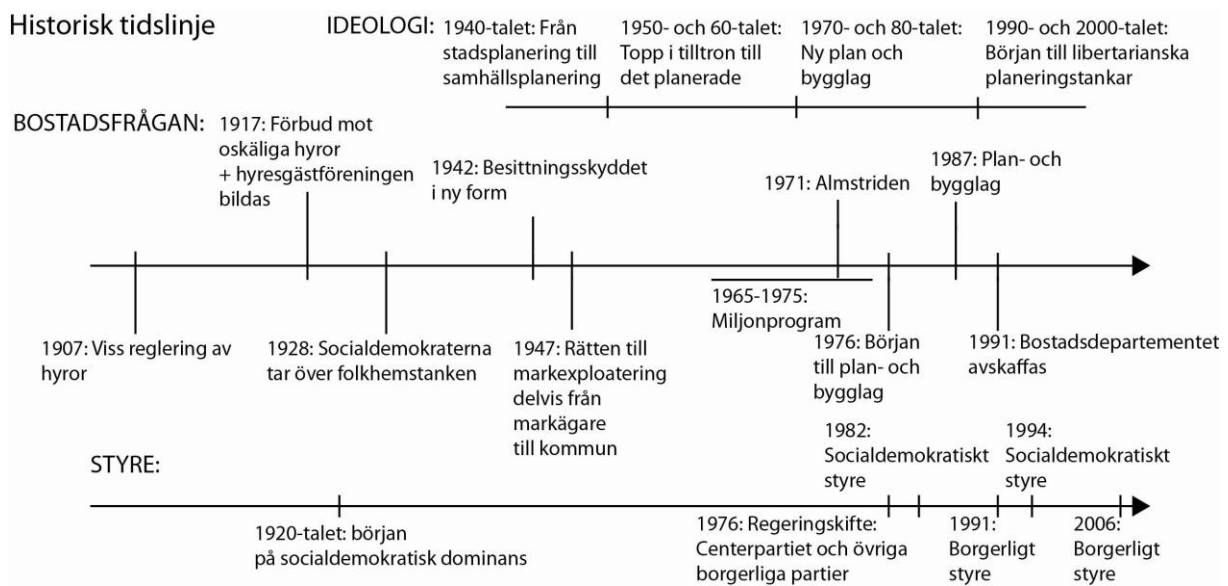 Historisk tidslinje
IDEOLOGI:
1940-talet: Från
stadsplanering till
samhällsplanering
1950- och 60-talet:
Topp i tilltron till
det planerade
1970- och 80-talet:
Ny plan och
bygglag
1990- och 2000-talet:
Början till libertarianska
planeringstankar
BOSTADSFRÅGAN:
1917: Förbud mot
oskäliga hyror
+ hyresgästföreningen
bildas
1942: Besittningsskyddet
i ny form
1971: Almstriden
1987: Plan- och
bygglag
1907: Viss reglering av
hyror
1928: Socialdemokraterna
tar över folkhemstanken
1947: Rätten till
markexploatering
delvis från
markägare
till kommun
1965-1975:
Miljonprogram
1976: Början
till plan- och
bygglag
1991: Bostadsdepartementet
avskaffas
STYRE:
1920-talet: början
på socialdemokratisk dominans
1976: Regeringskifte:
Centerpartiet och övriga
borgerliga partier
1982:
Socialdemokratiskt
styre
1991:
Borgerligt
styre
1994:
Socialdemokratiskt
styre
2006:
Borgerligt
styre